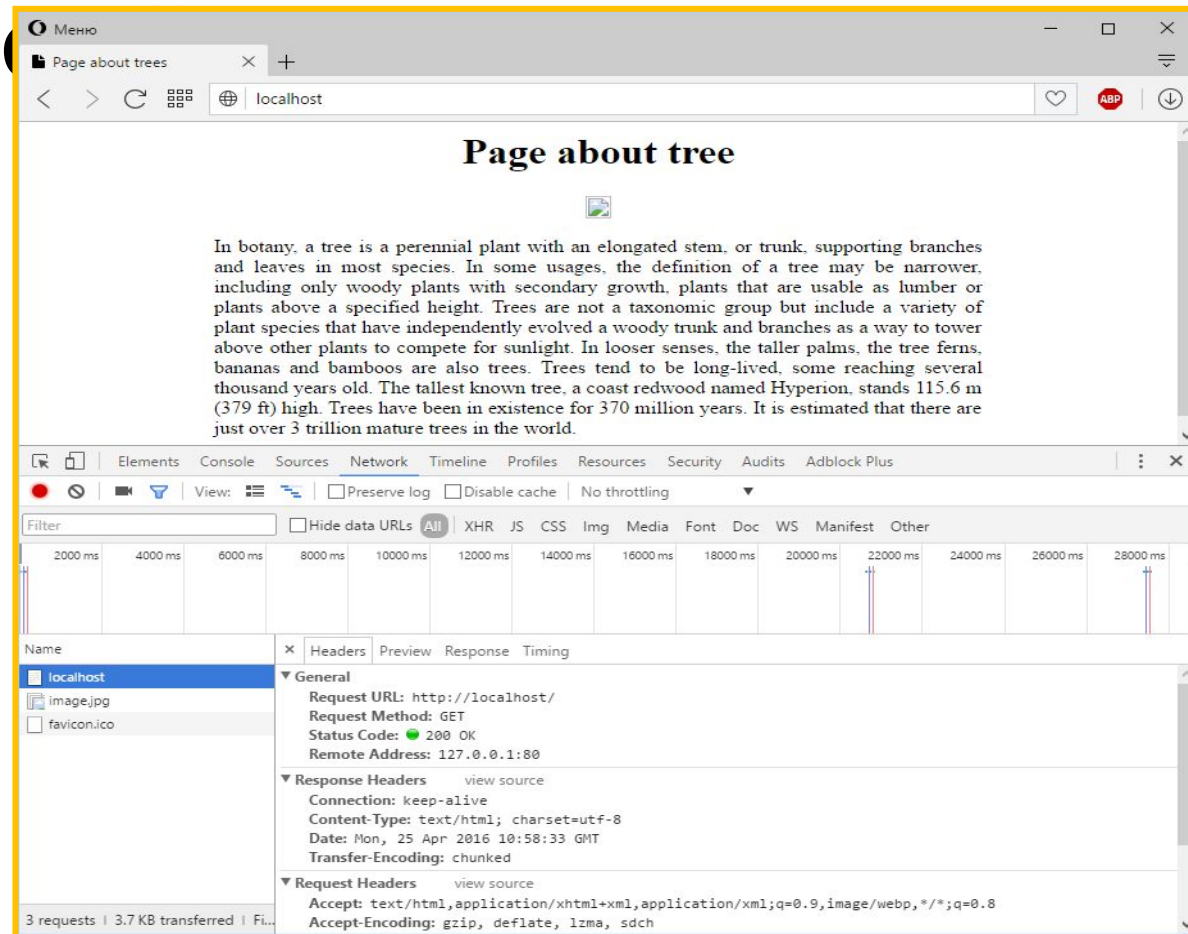 Меню
Page about trees
localhost
ABP
Page about tree
In botany, a tree is a perennial plant with an elongated stem, or trunk, supporting branches
and leaves in most species. In some usages, the definition of a tree may be narrower,
including only woody plants with secondary growth, plants that are usable as lumber or
plants above a specified height. Trees are not a taxonomic group but include a variety of
plant species that have independently evolved a woody trunk and branches as a way to tower
above other plants to compete for sunlight. In looser senses, the taller palms, the tree ferns,
bananas and bamboos are also trees. Trees tend to be long-lived, some reaching several
thousand years old. The tallest known tree, a coast redwood named Hyperion, stands 115.6 m
(379 ft) high. Trees have been in existence for 370 million years. It is estimated that there are
just over 3 trillion mature trees in the world.
Elements Console Sources Network Timeline Profiles Resources Security Audits Adblock Plus
View: Preserve log Disable cache No throttling
Filter Hide data URLs All XHR JS CSS Img Media Font Doc WS Manifest Other
2000 ms 4000 ms 6000 ms 8000 ms 10000 ms 12000 ms 14000 ms 16000 ms 18000 ms 20000 ms 22000 ms 24000 ms 26000 ms 28000 ms
Name
localhost
image.jpg
favicon.ico
3 requests | 3.7 KB transferred | Fi...
Headers Preview Response Timing
General
Request URL: http://localhost/
Request Method: GET
Status Code: 200 OK
Remote Address: 127.0.0.1:80
Response Headers view source
Connection: keep-alive
Content-Type: text/html; charset=utf-8
Date: Mon, 25 Apr 2016 10:58:33 GMT
Transfer-Encoding: chunked
Request Headers view source
Accept: text/html,application/xhtml+xml,application/xml;q=0.9,image/webp,*/*;q=0.8
Accept-Encoding: gzip, deflate, lzma, sdch